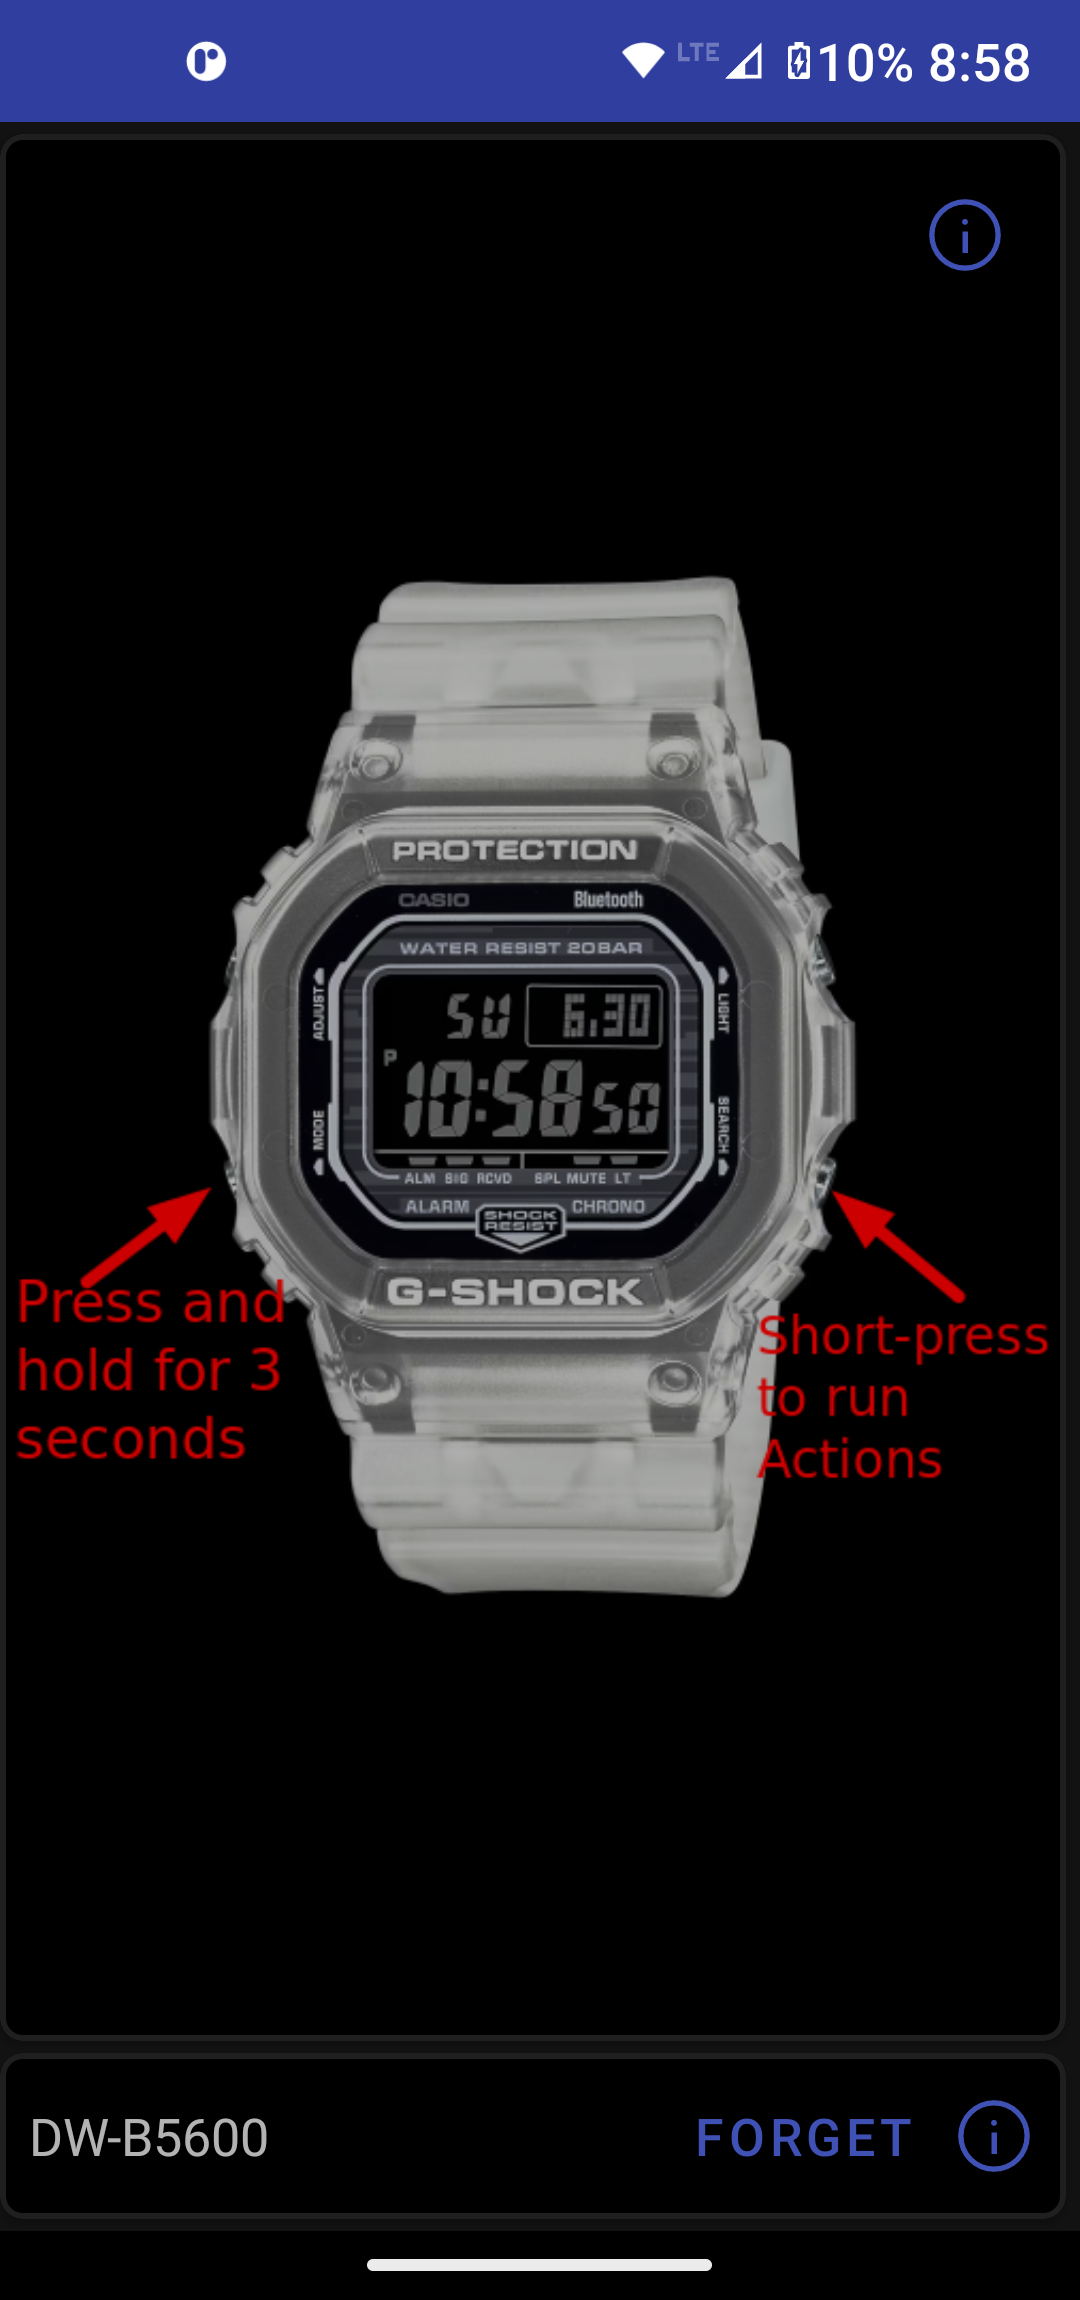 LTE 10% 8:58
PROTECTION
CASIO Bluetooth
WATER RESIST 20BAR
ADJUST
LIGHT
SU 6.30
P
10:58 50
MODE
SEARCH
ALM SIG RCVD SPL MUTE LT
ALARM CHRONO
SHOCK
RESIST
G-SHOCK
Press and
hold for 3
seconds
Short-press
to run
Actions
DW-B5600 FORGET